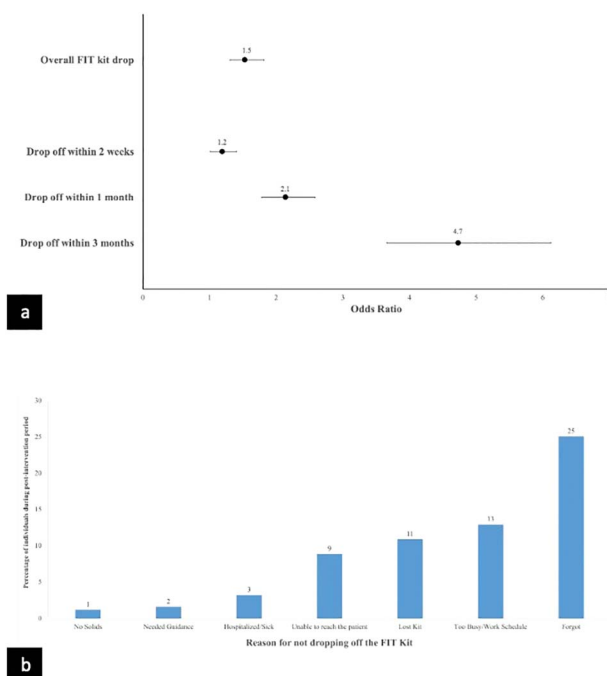 Overall FIT kit drop
1.5
Drop off within 2 weeks
1.2
Drop off within 1 month
2.1
Drop off within 3 months
4.7
0 1 2 3 4 5 6
Odds Ratio
a
Percentage of individuals during post-intervention period
30
25
20
15
10
5
0
1
2
3
9
11
13
25
No Solids Needed Guidance Hospitalized/Sick Unable to reach the patient Lost Kit Too Busy/Work Schedule Forgot
Reason for not dropping off the FIT Kit
b